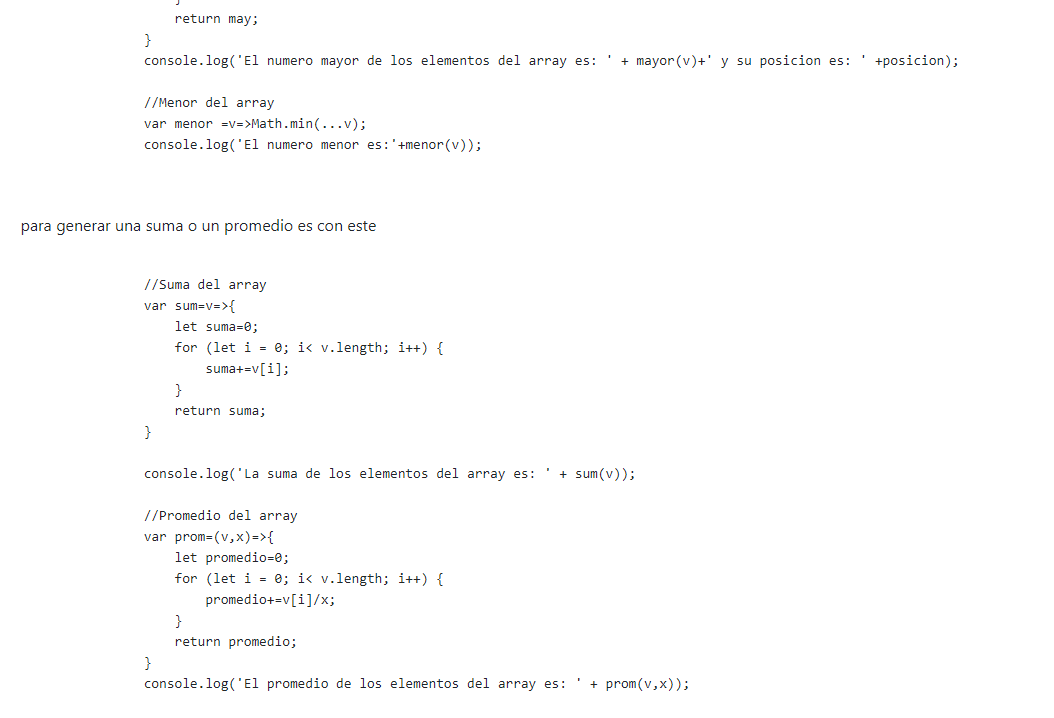 }
return may;
}
console.log('El numero mayor de los elementos del array es: ' + mayor(v)+' y su posicion es: ' +posicion);
//Menor del array
var menor =v=>Math.min(...v);
console.log('El numero menor es:'+menor(v));
para generar una suma o un promedio es con este
//Suma del array
var sum=v=>{
let suma=0;
for (let i = 0; i< v.length; i++) {
suma+=v[i];
}
return suma;
}
console.log('La suma de los elementos del array es: ' + sum(v));
//Promedio del array
var prom=(v,x)=>{
let promedio=0;
for (let i = 0; i< v.length; i++) {
promedio+=v[i]/x;
}
return promedio;
}
console.log('El promedio de los elementos del array es: ' + prom(v,x));